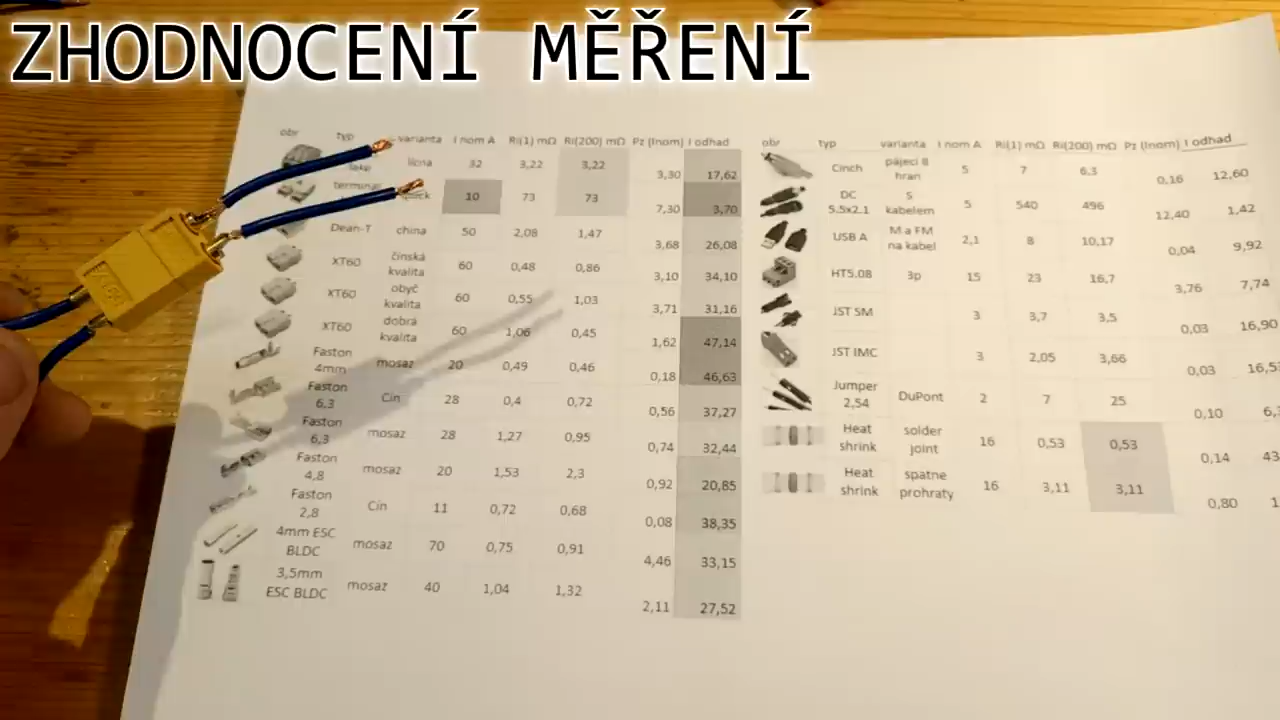 ZHODNOCENÍ MĚŘENÍ
obr typ varianta I nom A Ri(1) mΩ Ri(200) mΩ Pz (Inom) I odhad
lícna 32 3,22 3,22 3,30 17,62
10 73 73 7,30 3,70
Dean-T china 50 2,08 1,47 3,68 26,08
XT60 čínská kvalita 60 0,48 0,86 3,10 34,10
XT60 obyč kvalita 60 0,55 1,03 3,71 31,16
XT60 dobrá kvalita 60 1,06 0,45 1,62 47,14
Faston 4mm mosaz 20 0,49 0,46 0,18 46,63
Faston 6,3 Cín 28 0,4 0,72 0,56 37,27
Faston 6,3 mosaz 28 1,27 0,95 0,74 32,44
Faston 4,8 mosaz 20 1,53 2,3 0,92 20,85
Faston 2,8 Cín 11 0,72 0,68 0,08 38,35
4mm ESC BLDC mosaz 70 0,75 0,91 4,46 33,15
3,5mm ESC BLDC mosaz 40 1,04 1,32 2,11 27,52
obr typ varianta I nom A Ri(1) mΩ Ri(200) mΩ Pz (Inom) I odhad
Cinch pájecí 8 hran 5 7 6,3 0,16 12,60
DC 5.5x2.1 S kabelem 5 540 496 12,40 1,42
USB A M a FM na kabel 2,1 8 10,17 0,04 9,92
HT5.08 3p 15 23 16,7 3,76 7,74
JST SM 3 3,7 3,5 0,03 16,90
JST IMC 3 2,05 3,66 0,03 16,5
Jumper 2,54 DuPont 2 7 25 0,10 6,
Heat shrink solder joint 16 0,53 0,53 0,14 43
Heat shrink spatne prohraty 16 3,11 3,11 0,80 1